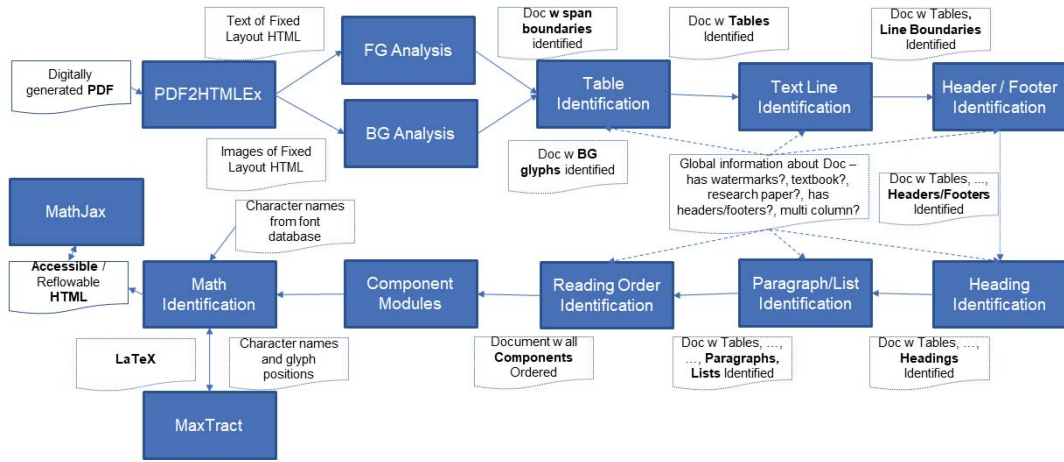 Text of Fixed
Layout HTML
FG Analysis
Doc w span
boundaries
identified
Doc w Tables
Identified
Doc w Tables,
Line Boundaries
Identified
Digitally
generated PDF
PDF2HTMLEx
Table
Identification
Text Line
Identification
Header / Footer
Identification
BG Analysis
Images of Fixed
Layout HTML
Doc w BG
glyphs identified
Global information about Doc –
has watermarks?, textbook?,
research paper?, has
headers/footers?, multi column?
Doc w Tables, ...,
Headers/Footers
Identified
MathJax
Character names
from font
database
Accessible /
Reflowable
HTML
Math
Identification
Component
Modules
Reading Order
Identification
Paragraph/List
Identification
Heading
Identification
LaTeX
Character names
and glyph
positions
Document w all
Components
Ordered
Doc w Tables, …,
…, Paragraphs,
Lists Identified
Doc w Tables, …,
Headings
Identified
MaxTract